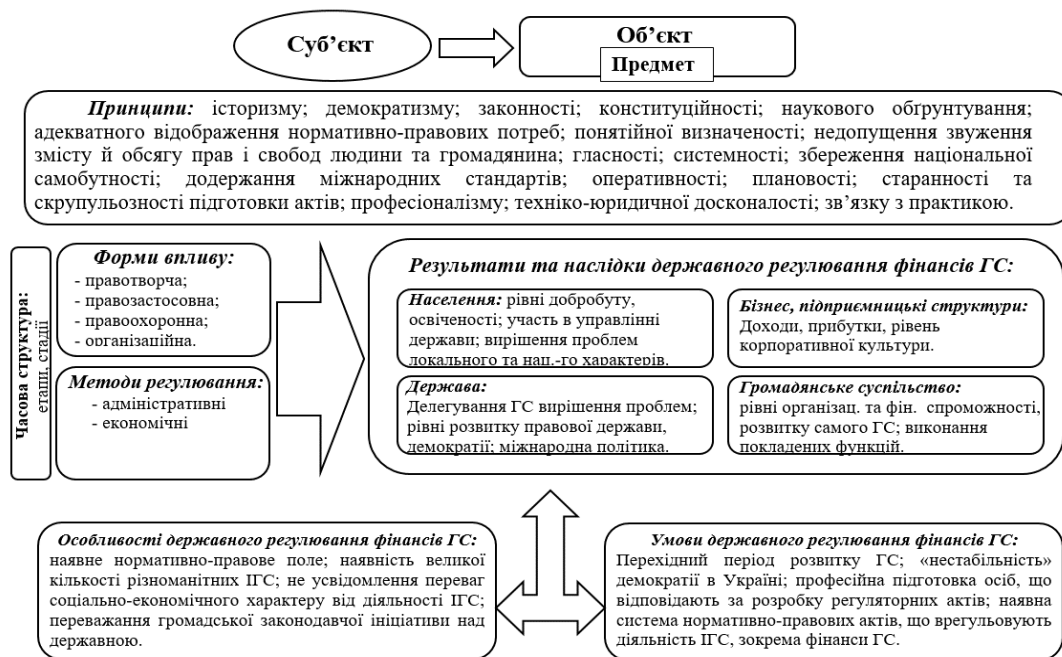 Суб’єкт
Об’єкт
Предмет
Принципи: історизму; демократизму; законності; конституційності; наукового обґрунтування;
адекватного відображення нормативно-правових потреб; понятійної визначеності; недопущення звуження
змісту й обсягу прав і свобод людини та громадянина; гласності; системності; збереження національної
самобутності; додержання міжнародних стандартів; оперативності; плановості; старанності та
скрупульозності підготовки актів; професіоналізму; техніко-юридичної досконалості; зв’язку з практикою.
Часова структура:
етапи, стадії
Форми впливу:
- правотворча;
- правозастосовна;
- правоохоронна;
- організаційна.
Методи регулювання:
- адміністративні
- економічні
Результати та наслідки державного регулювання фінансів ГС:
Населення: рівні добробуту,
освіченості; участь в управлінні
держави; вирішення проблем
локального та нац.-го характерів.
Бізнес, підприємницькі структури:
Доходи, прибутки, рівень
корпоративної культури.
Держава:
Делегування ГС вирішення проблем;
рівні розвитку правової держави,
демократії; міжнародна політика.
Громадянське суспільство:
рівні організац. та фін. спроможності,
розвитку самого ГС; виконання
покладених функцій.
Особливості державного регулювання фінансів ГС:
наявне нормативно-правове поле; наявність великої
кількості різноманітних ІГС; не усвідомлення переваг
соціально-економічного характеру від діяльності ІГС;
переважання громадської законодавчої ініціативи над
державною.
Умови державного регулювання фінансів ГС:
Перехідний період розвитку ГС; «нестабільність»
демократії в Україні; професійна підготовка осіб, що
відповідають за розробку регуляторних актів; наявна
система нормативно-правових актів, що врегульовують
діяльність ІГС, зокрема фінанси ГС.